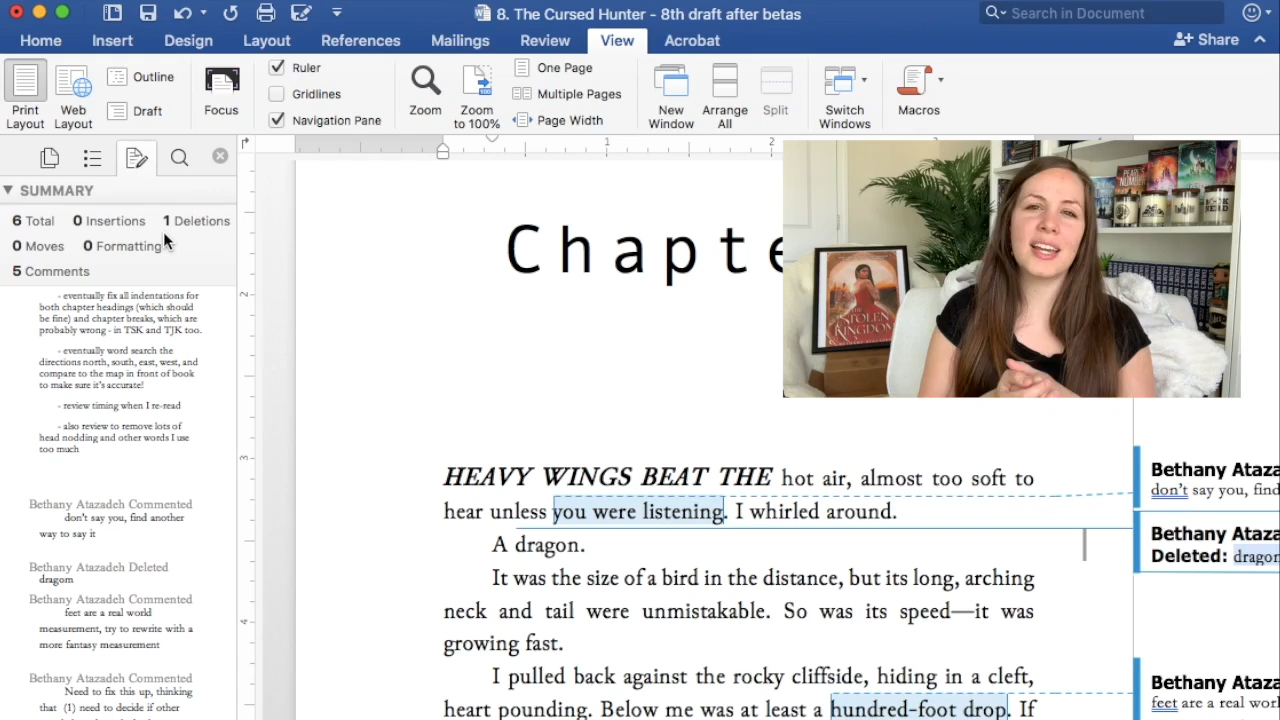 8. The Cursed Hunter - 8th draft after betas
Search in Document
Home Insert Design Layout References Mailings Review View Acrobat
Share
Print Layout
Web Layout
Outline
Draft
Focus
Ruler
Gridlines
Navigation Pane
Zoom
Zoom to 100%
One Page
Multiple Pages
Page Width
New Window
Arrange All
Split
Switch Windows
Macros
1
2
SUMMARY
6 Total 0 Insertions 1 Deletions
0 Moves 0 Formatting
5 Comments
- eventually fix all indentations for
both chapter headings (which should
be fine) and chapter breaks, which are
probably wrong - in TSK and TJK too.
- eventually word search the
directions north, south, east, west, and
compare to the map in front of book
to make sure it's accurate!
- review timing when I re-read
- also review to remove lots of
head nodding and other words I use
too much
Bethany Atazadeh Commented
don't say you, find another
way to say it
Bethany Atazadeh Deleted
dragom
Bethany Atazadeh Commented
feet are a real world
measurement, try to rewrite with a
more fantasy measurement
Bethany Atazadeh Commented
Need to fix this up, thinking
that (1) need to decide if other
2
3
4
Chapte
THE STOLEN KINGDOM
HEAVY WINGS BEAT THE hot air, almost too soft to
hear unless you were listening. I whirled around.
A dragon.
It was the size of a bird in the distance, but its long, arching
neck and tail were unmistakable. So was its speed—it was
growing fast.
I pulled back against the rocky cliffside, hiding in a cleft,
heart pounding. Below me was at least a hundred-foot drop. If
Bethany Ataza
don't say you, find
Bethany Ataza
Deleted: dragon
Bethany Ataza
feet are a real worl